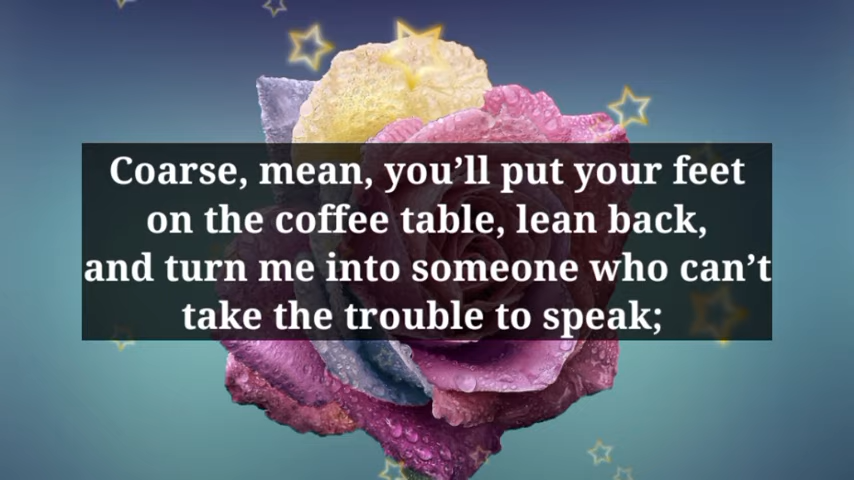 Coarse, mean, you’ll put your feet
on the coffee table, lean back,
and turn me into someone who can’t
take the trouble to speak;